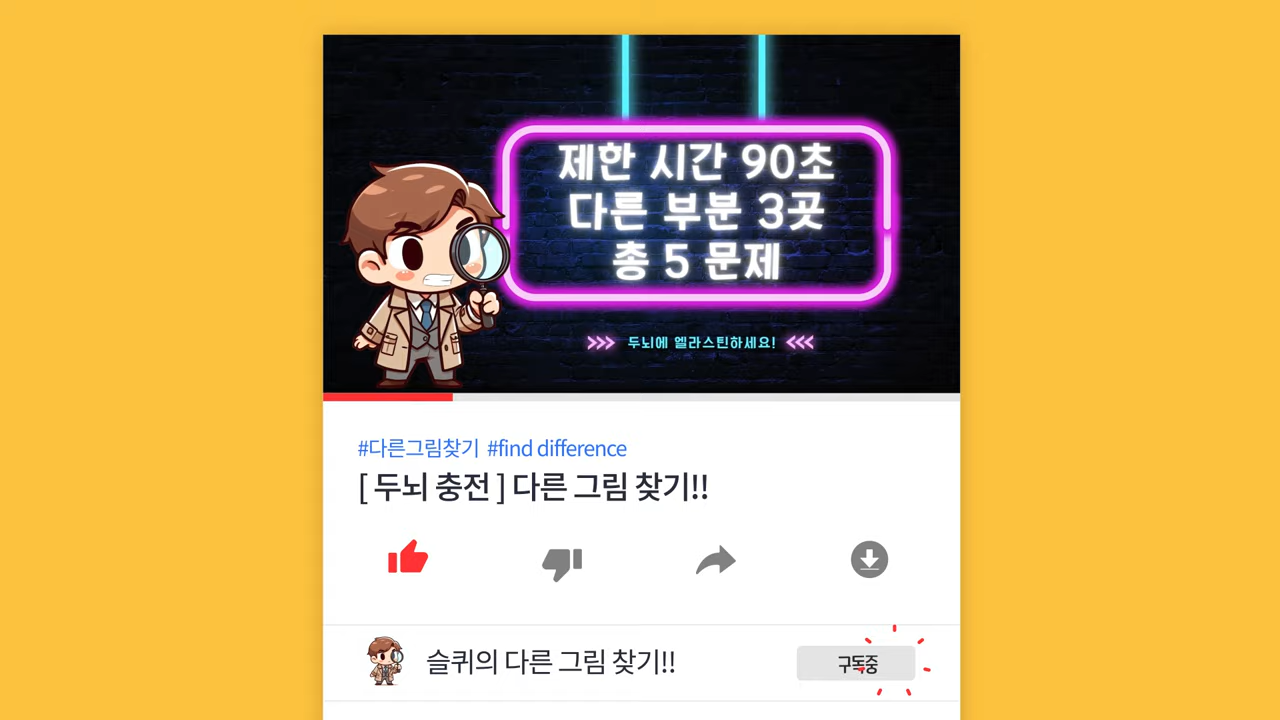 제한 시간 90초
다른 부분 3곳
총 5 문제
>>> 두뇌에 엘라스틴하세요! <<<
#다른그림찾기 #find difference
[ 두뇌 충전 ] 다른 그림 찾기!!
슬퀴의 다른 그림 찾기!!
구독중